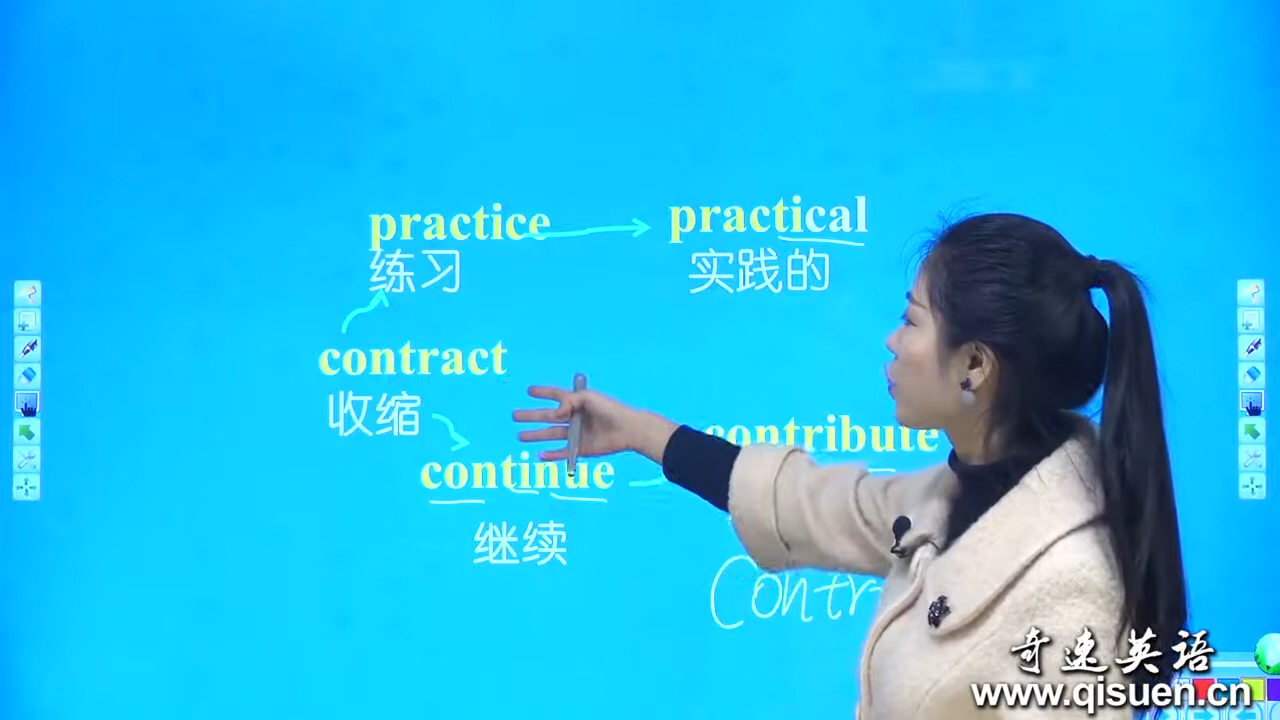 practice
practical
练习
实践的
contract
收缩
contribute
continue
继续
Contr
奇速英语
www.qisuen.cn